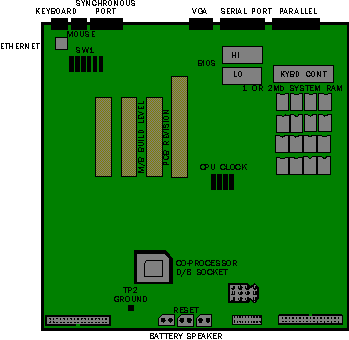 SYNCHRONOUS
KEYBOARD PORT VGA SERIAL PORT PARALLEL
MOUSE
ETHERNET
SW1
HI
BIOS
LO
KYBD CONT
1 OR 2MB SYSTEM RAM
M/B BUILD LEVEL
PCB REVISION
CPU CLOCK
CO-PROCESSOR
D/B SOCKET
TP2
GROUND
RESET
BATTERY SPEAKER